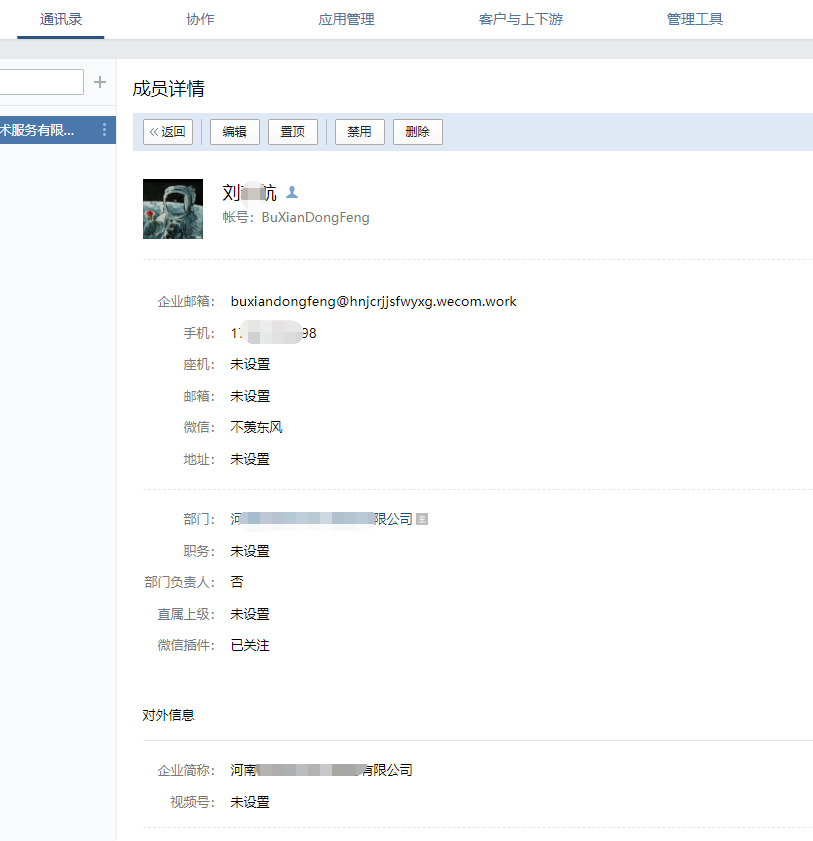 通讯录 协作 应用管理 客户与上下游 管理工具
术服务有限...
成员详情
返回 编辑 置顶 禁用 删除
刘 航
帐号: BuXianDongFeng
企业邮箱: buxiandongfeng@hnjcrjjsfwyxg.wecom.work
手机: 1 98
座机: 未设置
邮箱: 未设置
微信: 不羡东风
地址: 未设置
部门: 河 限公司 主
职务: 未设置
部门负责人: 否
直属上级: 未设置
微信插件: 已关注
对外信息
企业简称: 河南 有限公司
视频号: 未设置